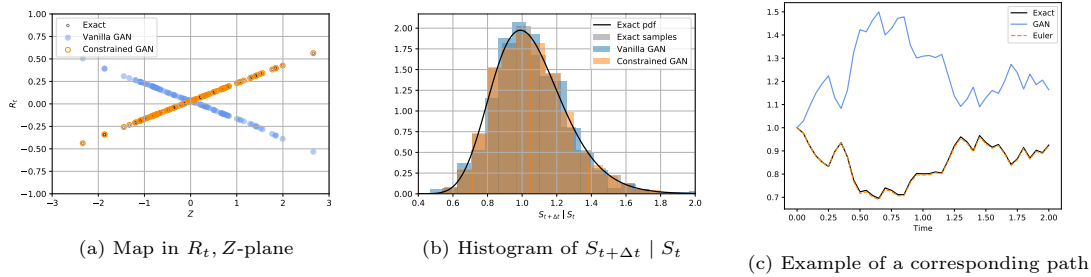 Exact
Vanilla GAN
Constrained GAN
1.00
0.75
0.50
0.25
0.00
−0.25
−0.50
−0.75
−1.00
R_t
−3 −2 −1 0 1 2 3
Z
(a) Map in R_t, Z-plane
Exact pdf
Exact samples
Vanilla GAN
Constrained GAN
2.00
1.75
1.50
1.25
1.00
0.75
0.50
0.25
0.00
0.4 0.6 0.8 1.0 1.2 1.4 1.6 1.8 2.0
S_{t+Δt} | S_t
(b) Histogram of S_{t+Δt} | S_t
Exact
GAN
Euler
1.5
1.4
1.3
1.2
1.1
1.0
0.9
0.8
0.7
0.00 0.25 0.50 0.75 1.00 1.25 1.50 1.75 2.00
Time
(c) Example of a corresponding path